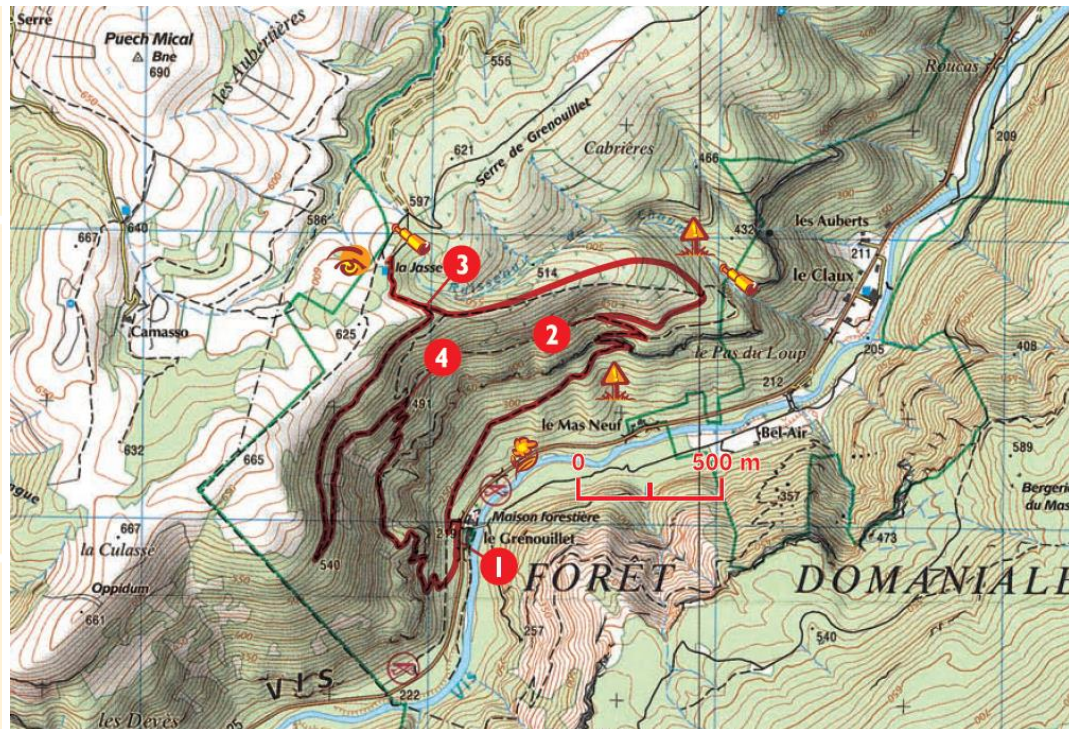 Serre
Puech Mical
Bne
690
les Aubertières
555
Roucas
209
621
Serre de Grenouillet
Cabrières
466
597
586
667
640
600
la Jasse
3
514
432
les Auberts
211
le Claux
625
Camasso
2
4
le Pas du Loup
205
408
491
212
le Mas Neuf
300
Bel-Air
0
500 m
632
665
589
357
Bergerie
du Mas
Maison forestière
le Grenouillet
667
la Culasse
540
473
1
FORÊT DOMANIALE
Oppidum
661
257
540
Vis
VIS
222
les Devès